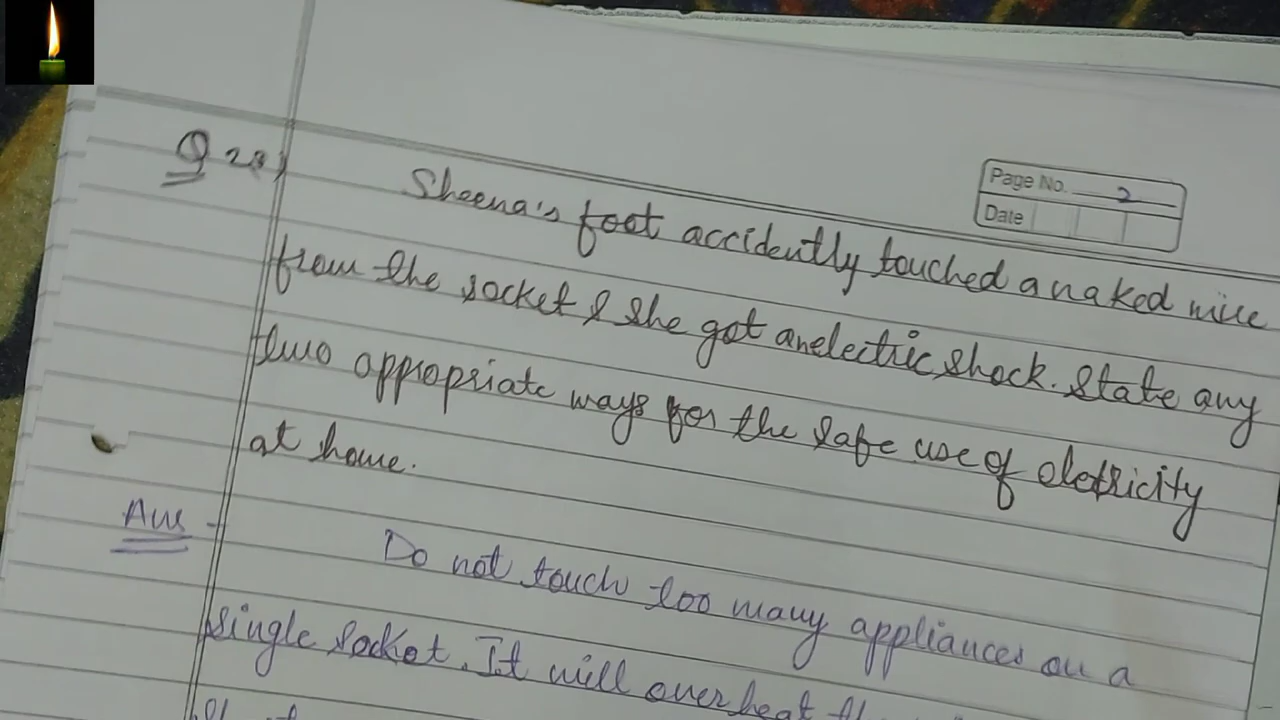 Page No. 2
Date
Q 23)
Sheena's foot accidently touched a naked wire
from the socket & she got an electric shock. State any
two appropriate ways for the safe use of eletricity
at home.
Ans -
Do not touch too many appliances on a
single socket. It will overheat